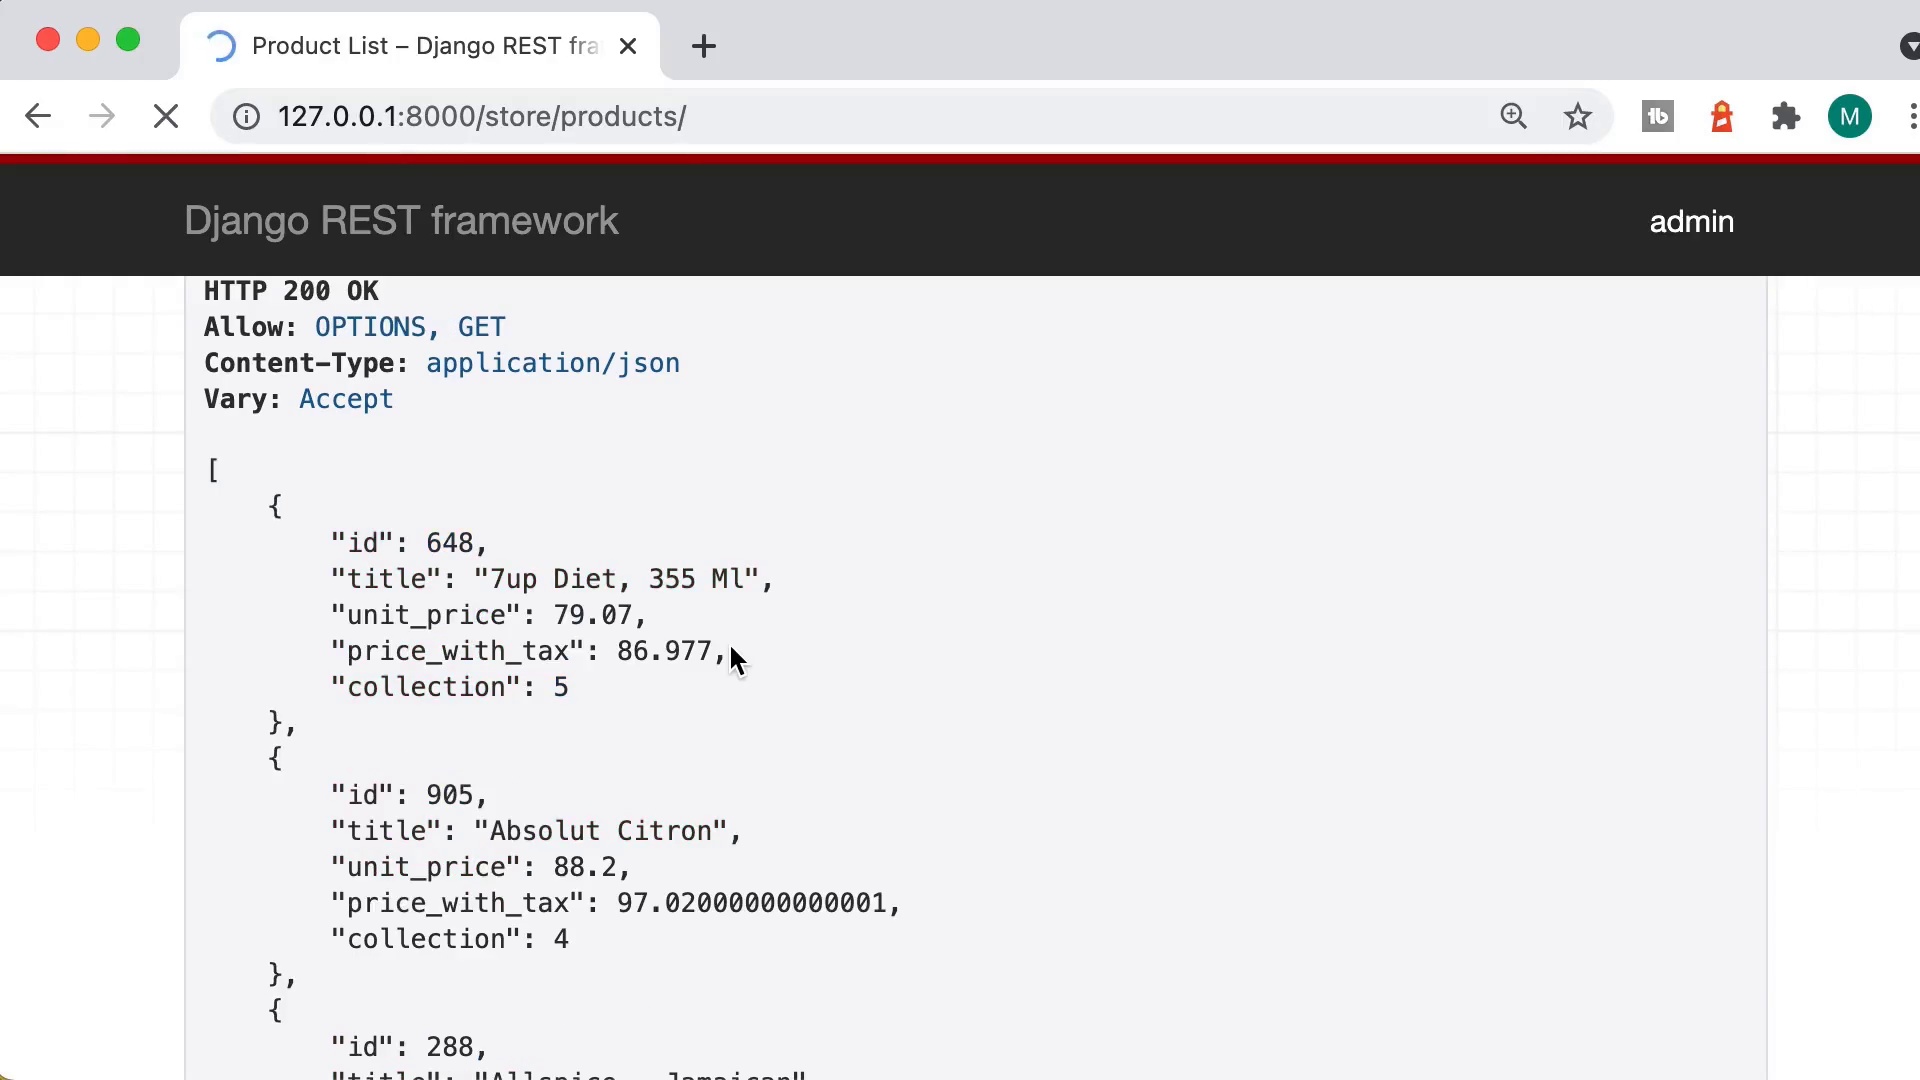 Product List – Django REST fra
127.0.0.1:8000/store/products/
M
Django REST framework
admin
HTTP 200 OK
Allow: OPTIONS, GET
Content-Type: application/json
Vary: Accept
[
{
"id": 648,
"title": "7up Diet, 355 Ml",
"unit_price": 79.07,
"price_with_tax": 86.977,
"collection": 5
},
{
"id": 905,
"title": "Absolut Citron",
"unit_price": 88.2,
"price_with_tax": 97.02000000000001,
"collection": 4
},
{
"id": 288,
"title": "Allspice - Jamaican"